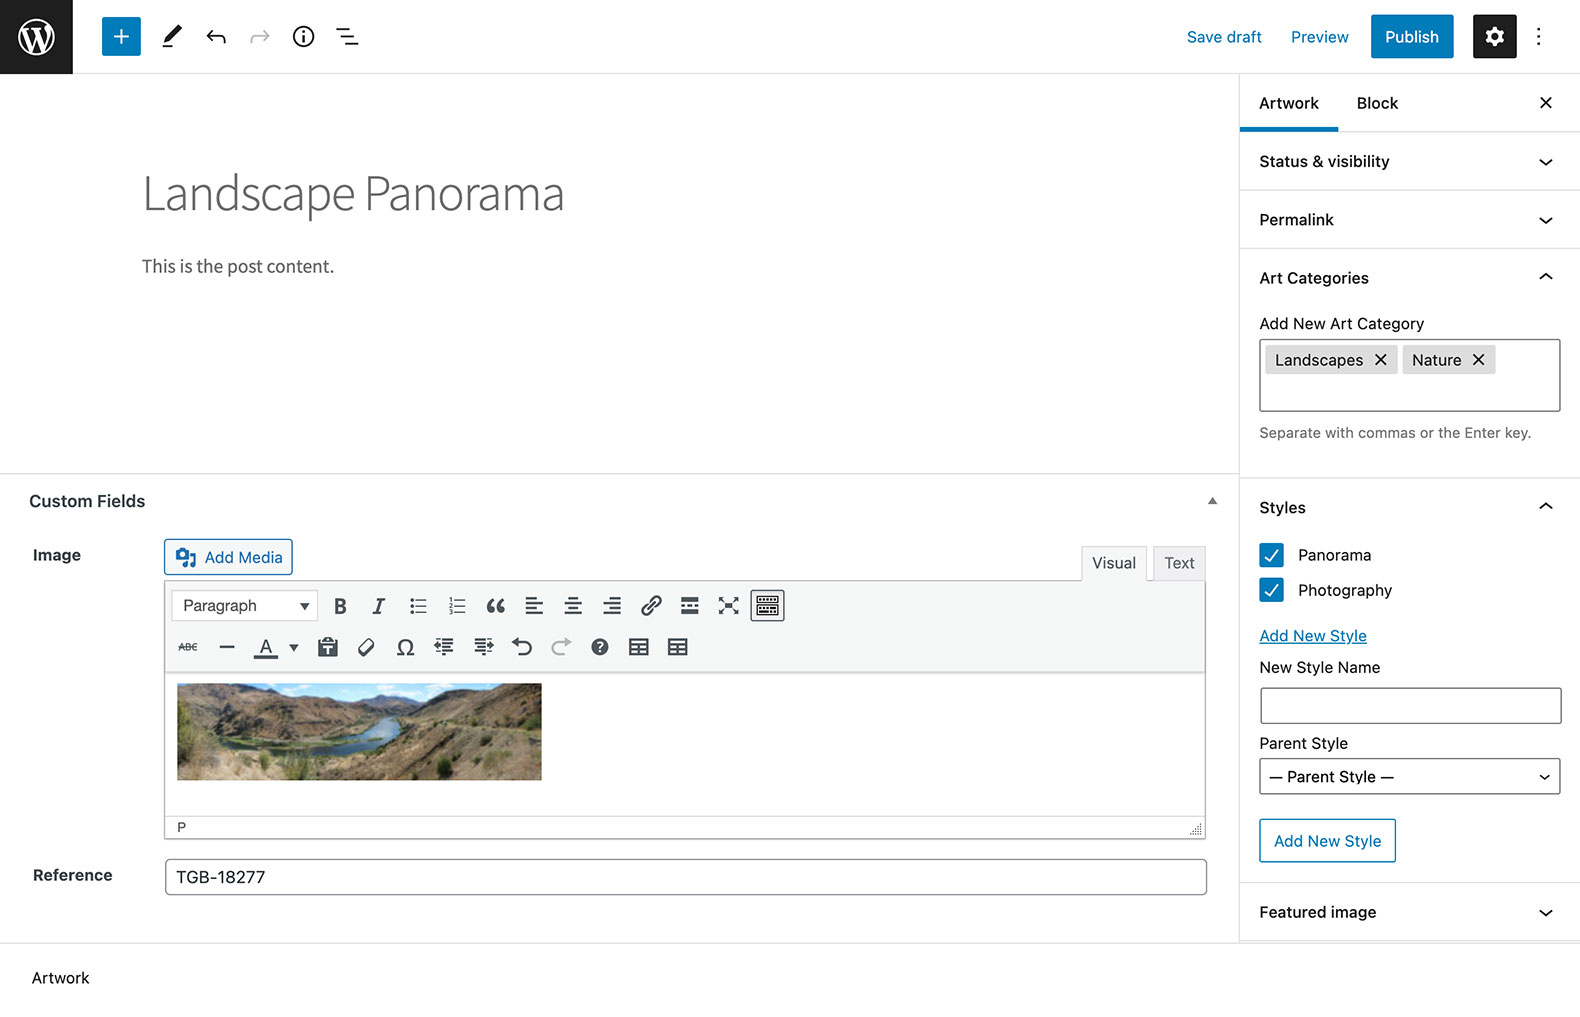 Save draft Preview Publish
Artwork Block
Landscape Panorama
This is the post content.
Status & visibility
Permalink
Art Categories
Add New Art Category
Landscapes Nature
Separate with commas or the Enter key.
Custom Fields
Image
Add Media
Visual Text
Paragraph B I
ABC A
P
Reference
TGB-18277
Styles
Panorama
Photography
Add New Style
New Style Name
Parent Style
— Parent Style —
Add New Style
Featured image
Artwork